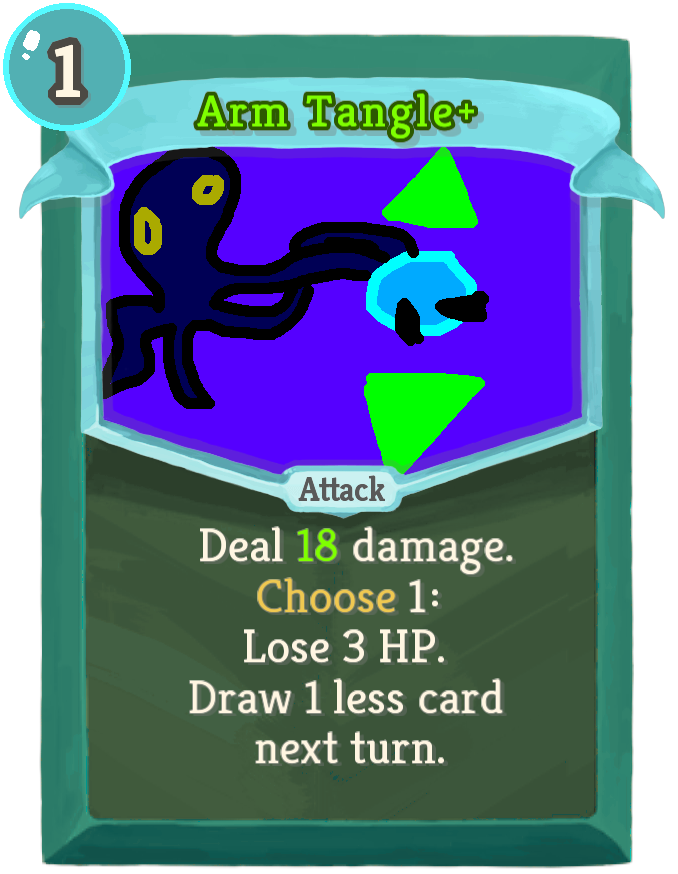 1
Arm Tangle+
Attack
Deal 18 damage.
Choose 1:
Lose 3 HP.
Draw 1 less card
next turn.